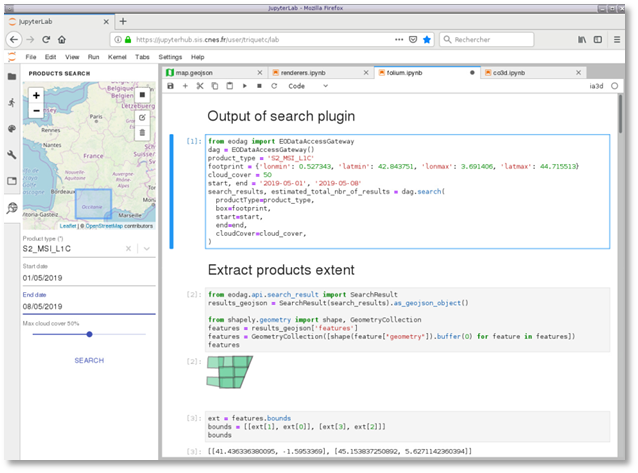 JupyterLab - Mozilla Firefox
JupyterLab
https://jupyterhub.sis.cnes.fr/user/triquetc/lab
Rechercher
File Edit View Run Kernel Tabs Settings Help
PRODUCTS SEARCH
Rennes
Paris
Nantes
France
Lyon
Bordeaux
Occitanie
Marseille
Vitoria-Gasteiz
Leaflet | © OpenStreetMap contributors
Product type (*)
S2_MSI_L1C
Start date
01/05/2019
End date
08/05/2019
Max cloud cover 50%
SEARCH
map.geojson
renderers.ipynb
folium.ipynb
co3d.ipynb
Code
ia3d
Output of search plugin
[1]: from eodag import EODataAccessGateway
dag = EODataAccessGateway()
product_type = 'S2_MSI_L1C'
footprint = {'lonmin': 0.527343, 'latmin': 42.843751, 'lonmax': 3.691406, 'latmax': 44.715513}
cloud_cover = 50
start, end = '2019-05-01', '2019-05-08'
search_results, estimated_total_nbr_of_results = dag.search(
productType=product_type,
box=footprint,
start=start,
end=end,
cloudCover=cloud_cover,
)
Extract products extent
[2]: from eodag.api.search_result import SearchResult
results_geojson = SearchResult(search_results).as_geojson_object()
from shapely.geometry import shape, GeometryCollection
features = results_geojson['features']
features = GeometryCollection([shape(feature["geometry"]).buffer(0) for feature in features])
features
[2]:
[3]: ext = features.bounds
bounds = [[ext[1], ext[0]], [ext[3], ext[2]]]
bounds
[3]: [[41.436336380095, -1.5953369], [45.153837250892, 5.6271142360394]]